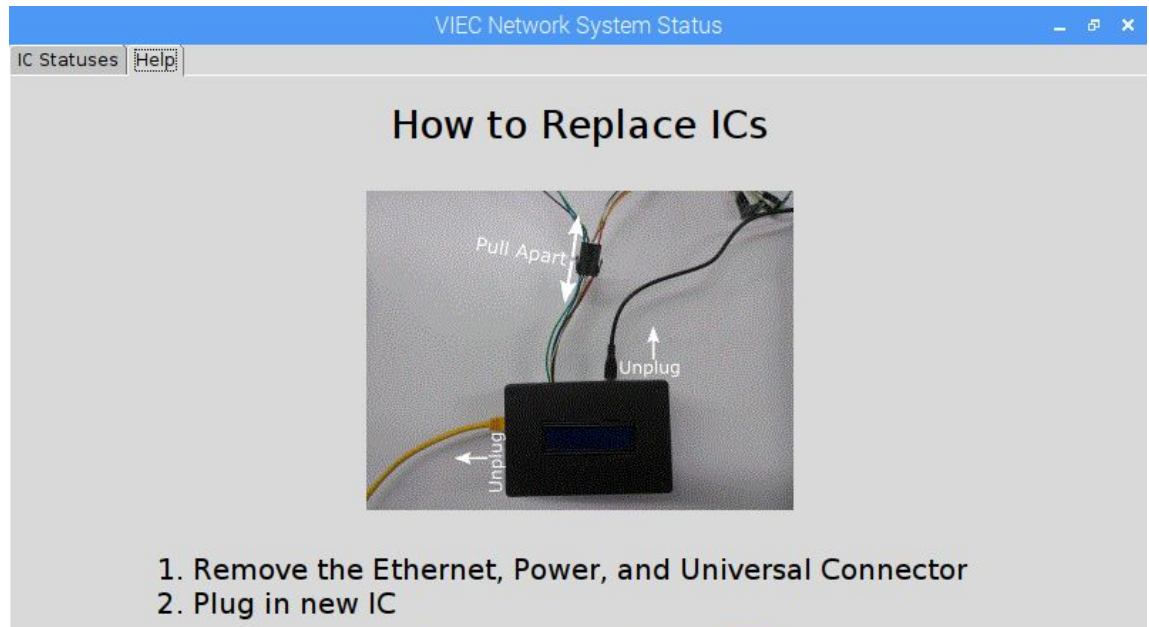 VIEC Network System Status
IC Statuses Help
How to Replace ICs
Pull Apart
Unplug
Unplug
1. Remove the Ethernet, Power, and Universal Connector
2. Plug in new IC